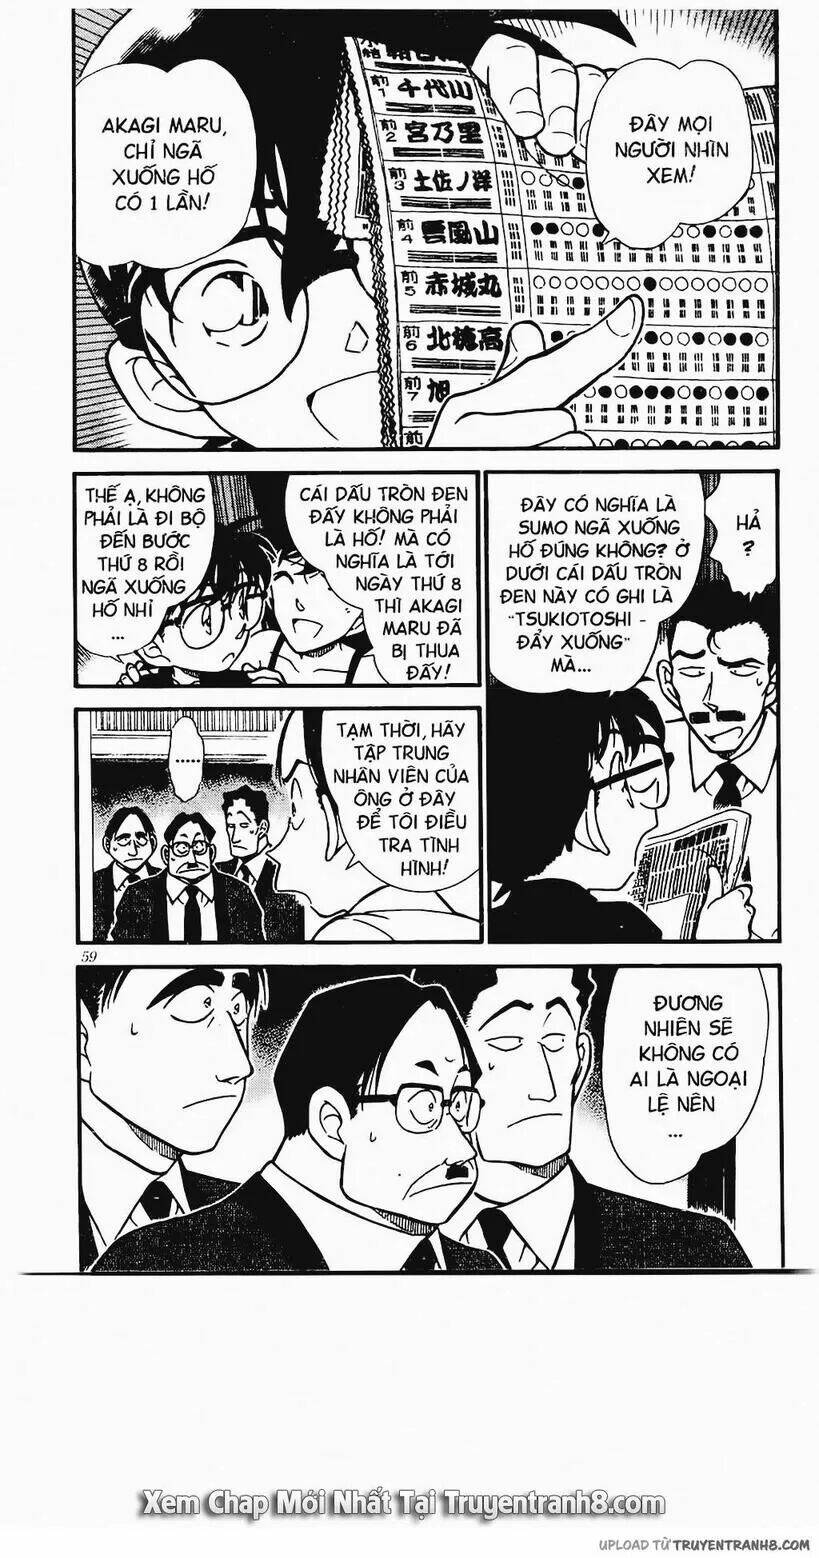 ĐÂY MỌI
NGƯỜI NHÌN
XEM!
AKAGI MARU,
CHỈ NGÃ
XUỐNG HỐ
CÓ 1 LẦN!
前1 千代山
前2 宮乃里
前3 土佐ノ洋
前4 雲園山
前5 赤城丸
前6 北穂高
前7 旭
前
HẢ
?
ĐÂY CÓ NGHĨA LÀ
SUMO NGÃ XUỐNG
HỐ ĐÚNG KHÔNG? Ở
DƯỚI CÁI DẤU TRÒN
ĐEN NÀY CÓ GHI LÀ
"TSUKIOTOSHI -
ĐẨY XUỐNG"
MÀ...
CÁI DẤU TRÒN ĐEN
ĐẤY KHÔNG PHẢI
LÀ HỐ! MÀ CÓ
NGHĨA LÀ TỚI
NGÀY THỨ 8
THÌ AKAGI
MARU ĐÃ
BỊ THUA
ĐẤY!
THẾ Ạ, KHÔNG
PHẢI LÀ ĐI BỘ
ĐẾN BƯỚC
THỨ 8 RỒI
NGÃ XUỐNG
HỐ NHỈ
...
TẠM THỜI, HÃY
TẬP TRUNG
NHÂN VIÊN CỦA
ÔNG Ở ĐÂY
ĐỂ TÔI ĐIỀU
TRA TÌNH
HÌNH!
......
59
ĐƯƠNG
NHIÊN SẼ
KHÔNG CÓ
AI LÀ NGOẠI
LỆ NÊN
...
Xem Chap Mới Nhất Tại Truyentranh8.com
UPLOAD TỪ TRUYENTRANH8.COM